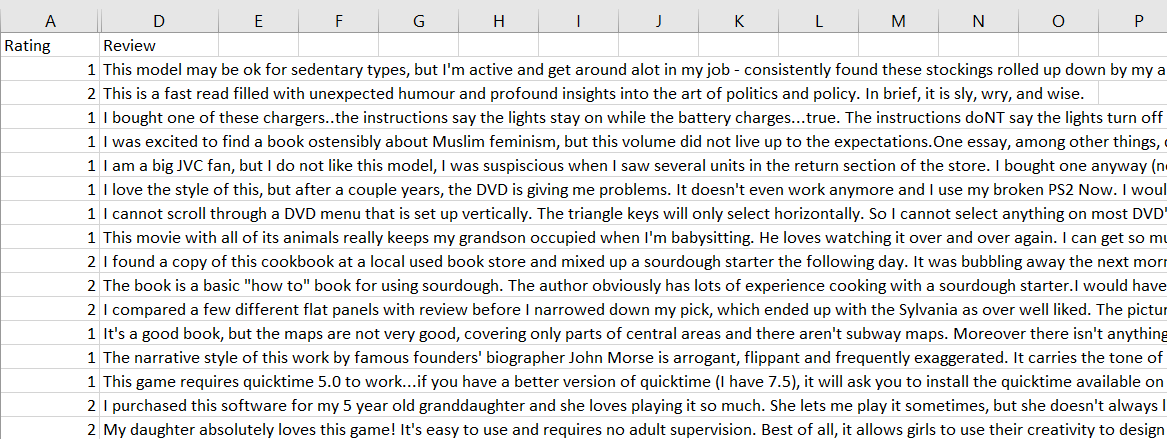 A D E F G H I J K L M N O P
Rating Review
1 This model may be ok for sedentary types, but I'm active and get around alot in my job - consistently found these stockings rolled up down by my a
2 This is a fast read filled with unexpected humour and profound insights into the art of politics and policy. In brief, it is sly, wry, and wise.
1 I bought one of these chargers..the instructions say the lights stay on while the battery charges...true. The instructions doNT say the lights turn off
1 I was excited to find a book ostensibly about Muslim feminism, but this volume did not live up to the expectations.One essay, among other things,
1 I am a big JVC fan, but I do not like this model, I was suspicious when I saw several units in the return section of the store. I bought one anyway (n
1 I love the style of this, but after a couple years, the DVD is giving me problems. It doesn't even work anymore and I use my broken PS2 Now. I woul
1 I cannot scroll through a DVD menu that is set up vertically. The triangle keys will only select horizontally. So I cannot select anything on most DVD'
1 This movie with all of its animals really keeps my grandson occupied when I'm babysitting. He loves watching it over and over again. I can get so mu
2 I found a copy of this cookbook at a local used book store and mixed up a sourdough starter the following day. It was bubbling away the next morn
2 The book is a basic "how to" book for using sourdough. The author obviously has lots of experience cooking with a sourdough starter.I would have
2 I compared a few different flat panels with review before I narrowed down my pick, which ended up with the Sylvania as over well liked. The pictur
1 It's a good book, but the maps are not very good, covering only parts of central areas and there aren't subway maps. Moreover there isn't anything
1 The narrative style of this work by famous founders' biographer John Morse is arrogant, flippant and frequently exaggerated. It carries the tone of
1 This game requires quicktime 5.0 to work...if you have a better version of quicktime (I have 7.5), it will ask you to install the quicktime available on
2 I purchased this software for my 5 year old granddaughter and she loves playing it so much. She lets me play it sometimes, but she doesn't always l
2 My daughter absolutely loves this game! It's easy to use and requires no adult supervision. Best of all, it allows girls to use their creativity to design